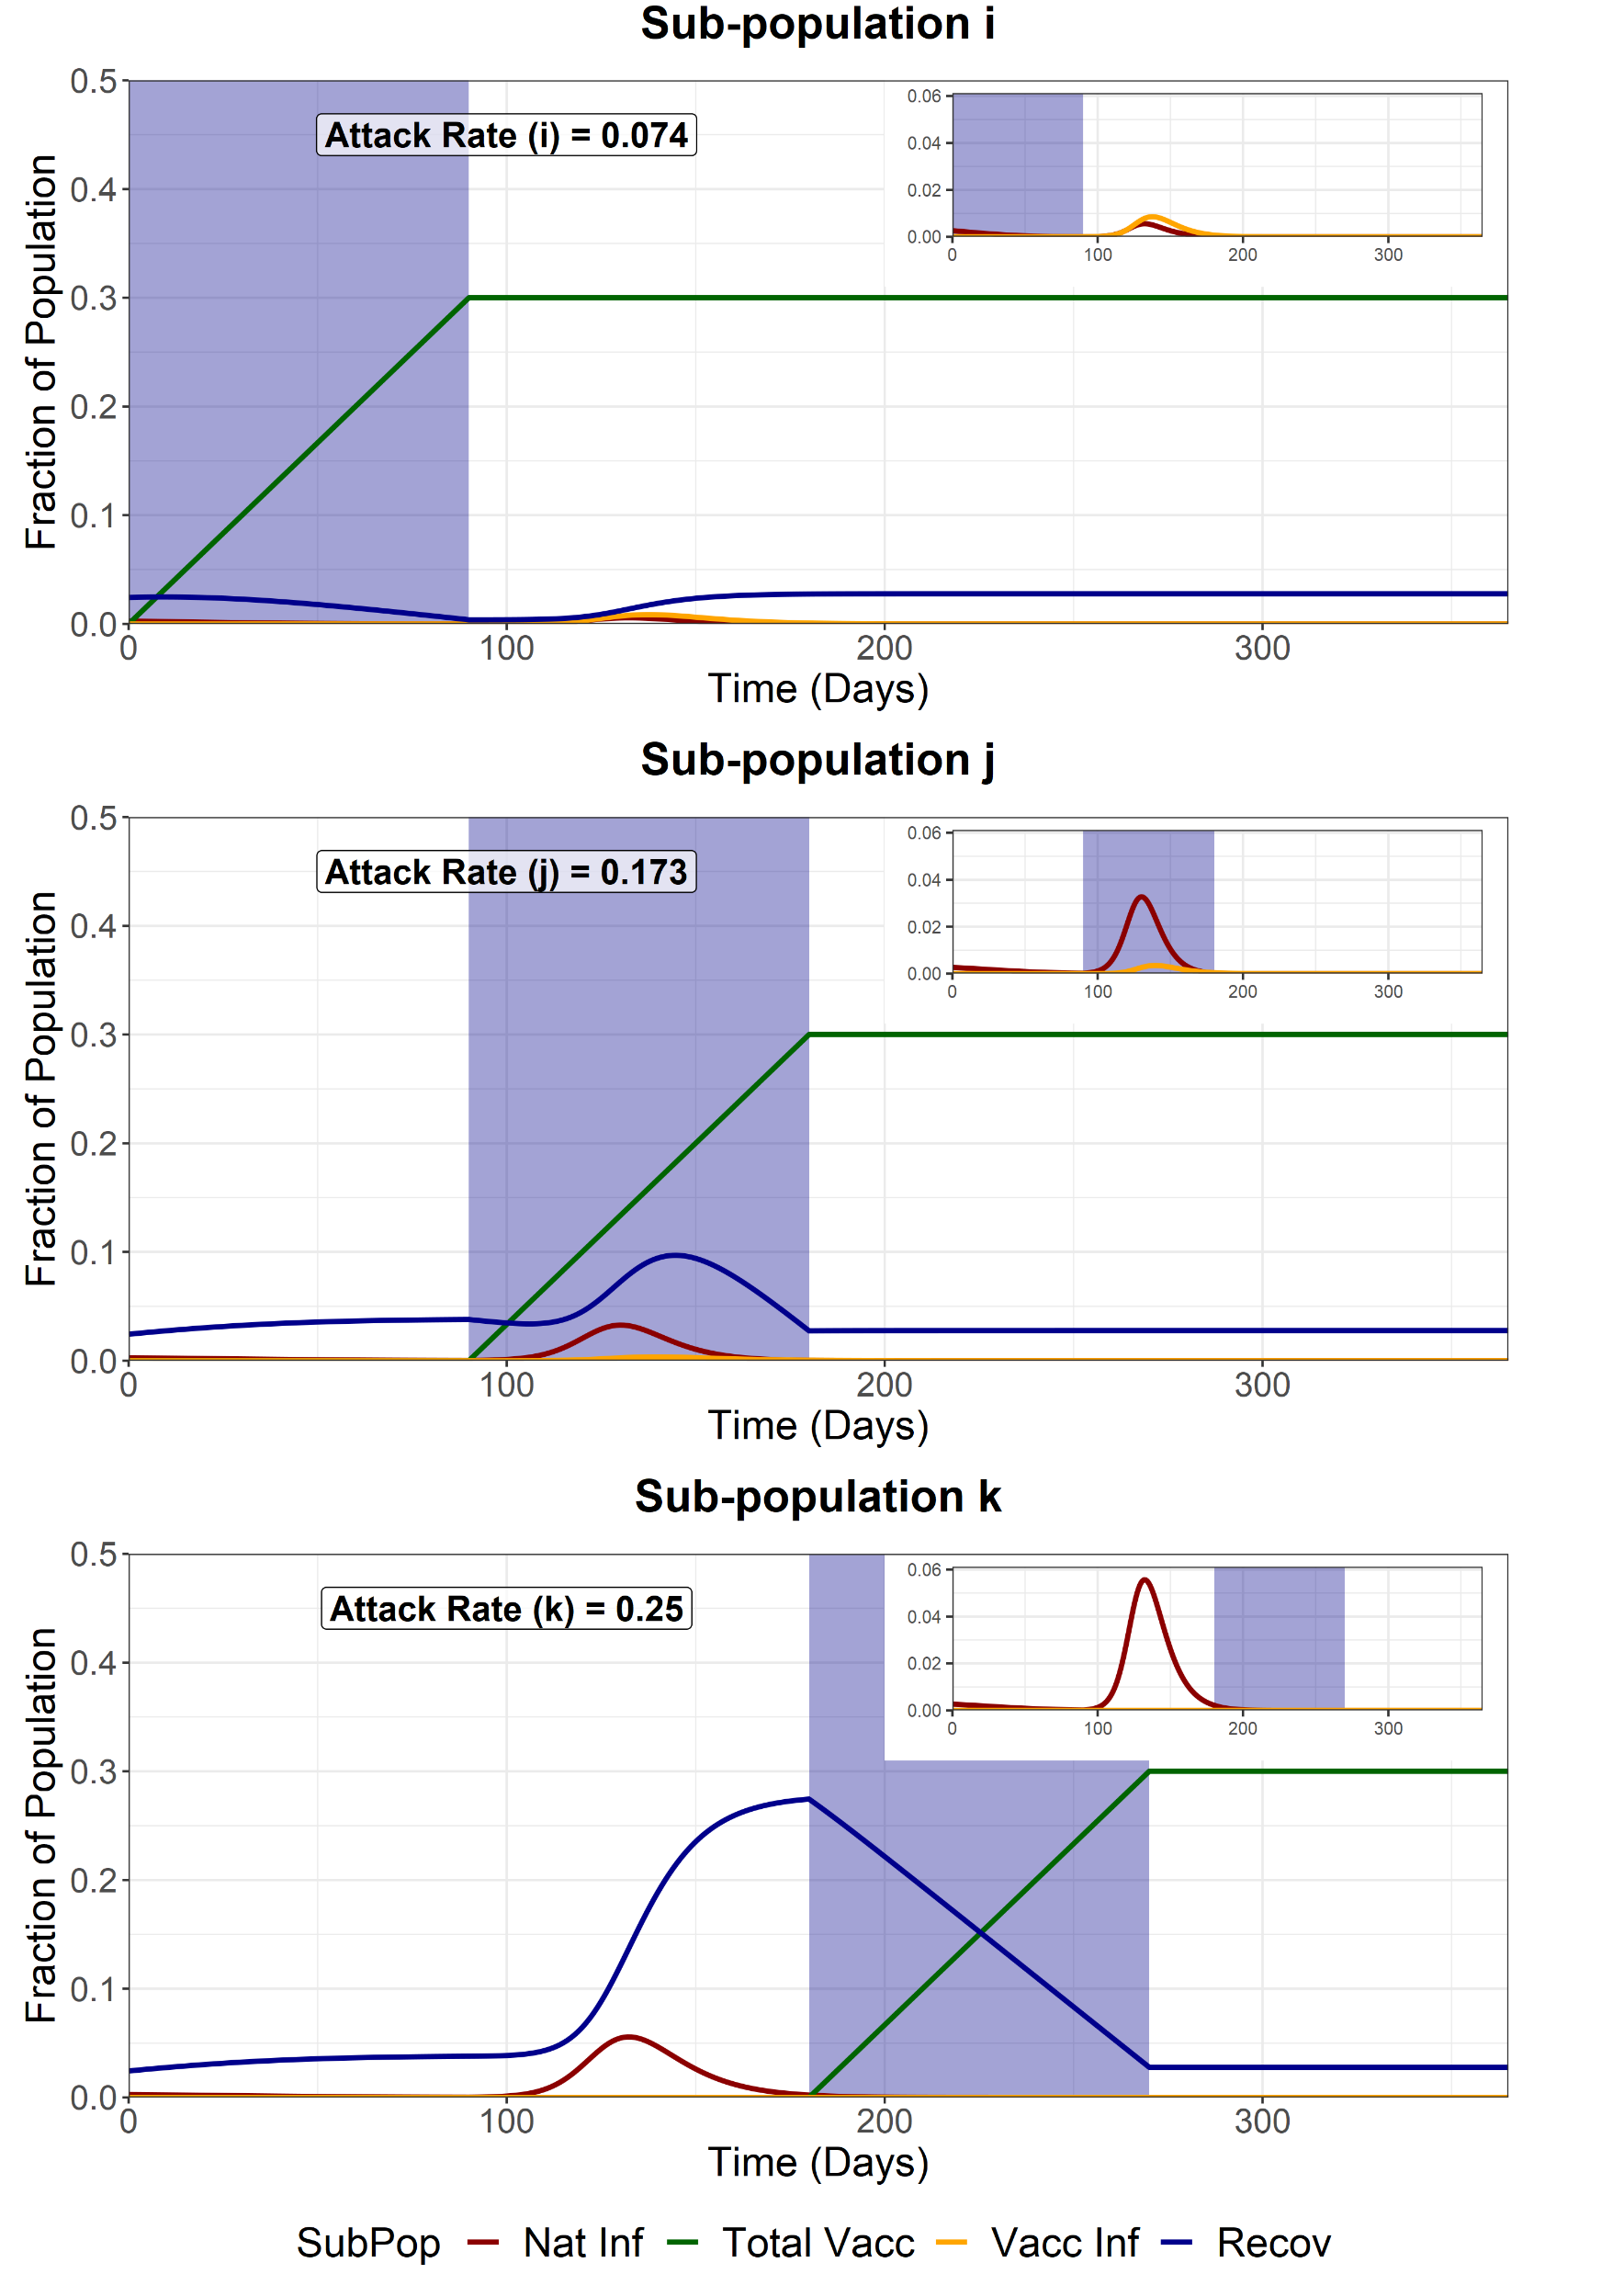 Sub-population i
Fraction of Population
0.5
0.4
0.3
0.2
0.1
0.0
Attack Rate (i) = 0.074
0.06
0.04
0.02
0.00
0 100 200 300
0 100 200 300
Time (Days)
Sub-population j
Fraction of Population
0.5
0.4
0.3
0.2
0.1
0.0
Attack Rate (j) = 0.173
0.06
0.04
0.02
0.00
0 100 200 300
0 100 200 300
Time (Days)
Sub-population k
Fraction of Population
0.5
0.4
0.3
0.2
0.1
0.0
Attack Rate (k) = 0.25
0.06
0.04
0.02
0.00
0 100 200 300
0 100 200 300
Time (Days)
SubPop Nat Inf Total Vacc Vacc Inf Recov